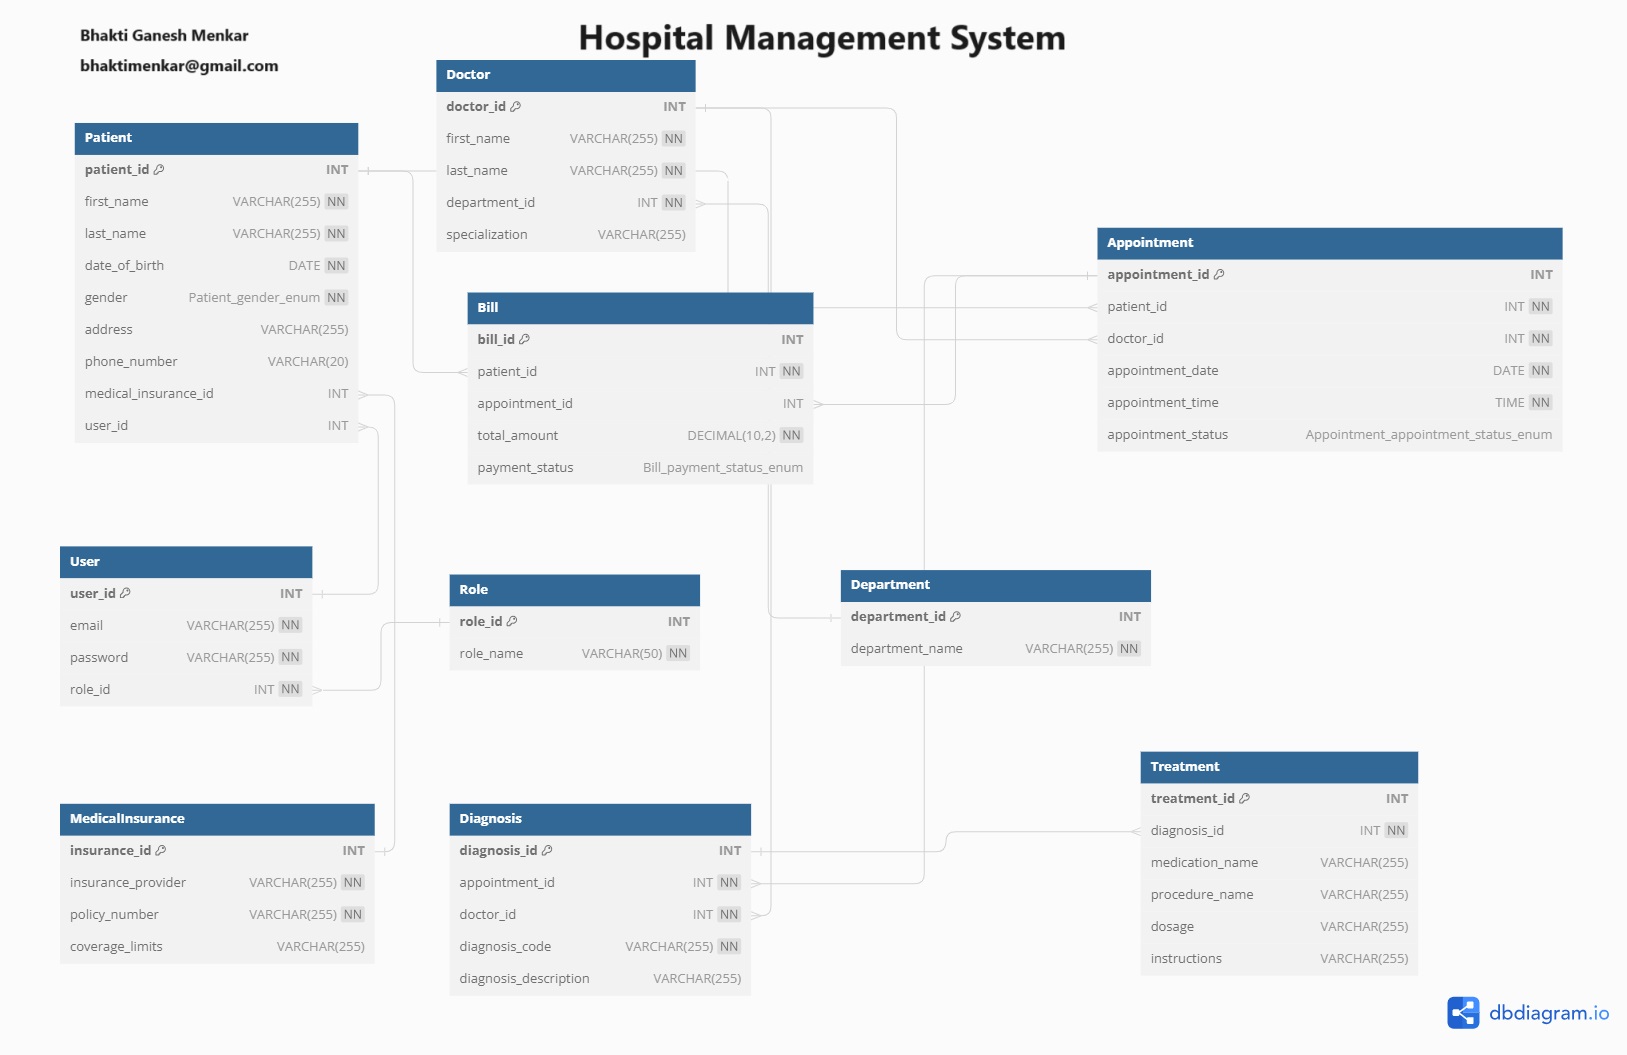 Bhakti Ganesh Menkar
bhaktimenkar@gmail.com
Hospital Management System
Doctor
doctor_id INT
first_name VARCHAR(255) NN
last_name VARCHAR(255) NN
department_id INT NN
specialization VARCHAR(255)
Patient
patient_id INT
first_name VARCHAR(255) NN
last_name VARCHAR(255) NN
date_of_birth DATE NN
gender Patient_gender_enum NN
address VARCHAR(255)
phone_number VARCHAR(20)
medical_insurance_id INT
user_id INT
Appointment
appointment_id INT
patient_id INT NN
doctor_id INT NN
appointment_date DATE NN
appointment_time TIME NN
appointment_status Appointment_appointment_status_enum
Bill
bill_id INT
patient_id INT NN
appointment_id INT
total_amount DECIMAL(10,2) NN
payment_status Bill_payment_status_enum
User
user_id INT
email VARCHAR(255) NN
password VARCHAR(255) NN
role_id INT NN
Role
role_id INT
role_name VARCHAR(50) NN
Department
department_id INT
department_name VARCHAR(255) NN
MedicalInsurance
insurance_id INT
insurance_provider VARCHAR(255) NN
policy_number VARCHAR(255) NN
coverage_limits VARCHAR(255)
Diagnosis
diagnosis_id INT
appointment_id INT NN
doctor_id INT NN
diagnosis_code VARCHAR(255) NN
diagnosis_description VARCHAR(255)
Treatment
treatment_id INT
diagnosis_id INT NN
medication_name VARCHAR(255)
procedure_name VARCHAR(255)
dosage VARCHAR(255)
instructions VARCHAR(255)
dbdiagram.io